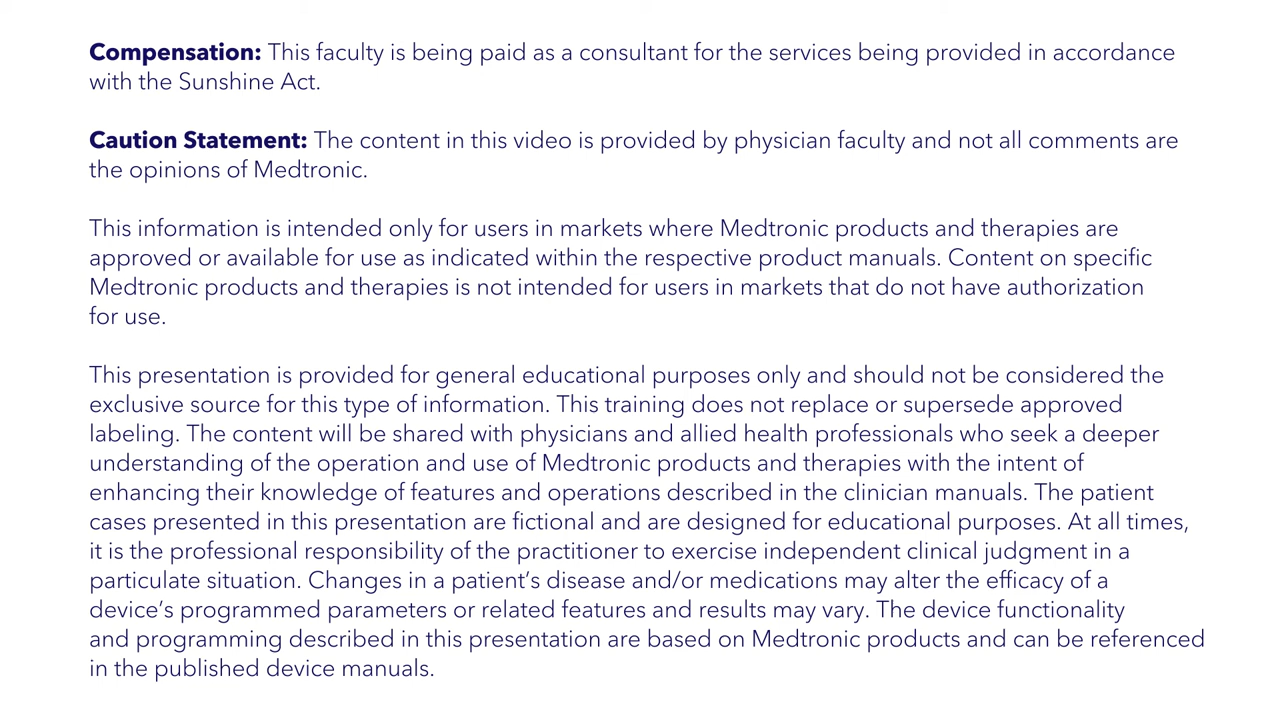 Compensation: This faculty is being paid as a consultant for the services being provided in accordance
with the Sunshine Act.
Caution Statement: The content in this video is provided by physician faculty and not all comments are
the opinions of Medtronic.
This information is intended only for users in markets where Medtronic products and therapies are
approved or available for use as indicated within the respective product manuals. Content on specific
Medtronic products and therapies is not intended for users in markets that do not have authorization
for use.
This presentation is provided for general educational purposes only and should not be considered the
exclusive source for this type of information. This training does not replace or supersede approved
labeling. The content will be shared with physicians and allied health professionals who seek a deeper
understanding of the operation and use of Medtronic products and therapies with the intent of
enhancing their knowledge of features and operations described in the clinician manuals. The patient
cases presented in this presentation are fictional and are designed for educational purposes. At all times,
it is the professional responsibility of the practitioner to exercise independent clinical judgment in a
particulate situation. Changes in a patient’s disease and/or medications may alter the efficacy of a
device’s programmed parameters or related features and results may vary. The device functionality
and programming described in this presentation are based on Medtronic products and can be referenced
in the published device manuals.